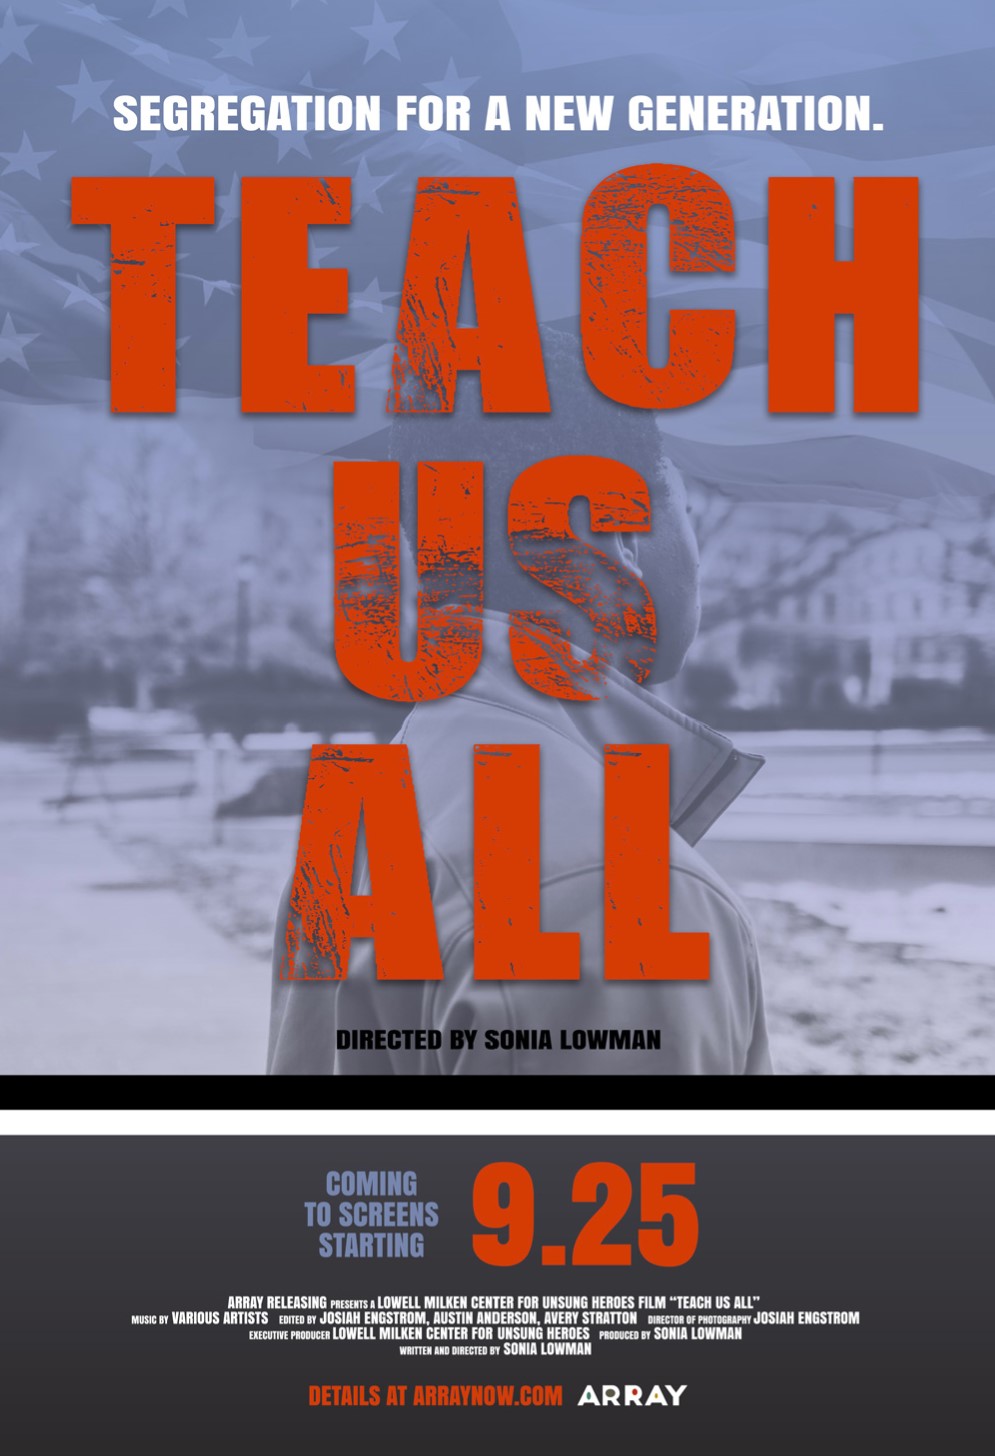 SEGREGATION FOR A NEW GENERATION.
TEACH
US
ALL
DIRECTED BY SONIA LOWMAN
COMING
TO SCREENS
STARTING
9.25
ARRAY RELEASING PRESENTS A LOWELL MILKEN CENTER FOR UNSUNG HEROES FILM “TEACH US ALL”
MUSIC BY VARIOUS ARTISTS EDITED BY JOSIAH ENGSTROM, AUSTIN ANDERSON, AVERY STRATTON DIRECTOR OF PHOTOGRAPHY JOSIAH ENGSTROM
EXECUTIVE PRODUCER LOWELL MILKEN CENTER FOR UNSUNG HEROES PRODUCED BY SONIA LOWMAN
WRITTEN AND DIRECTED BY SONIA LOWMAN
DETAILS AT ARRAYNOW.COM ARRAY